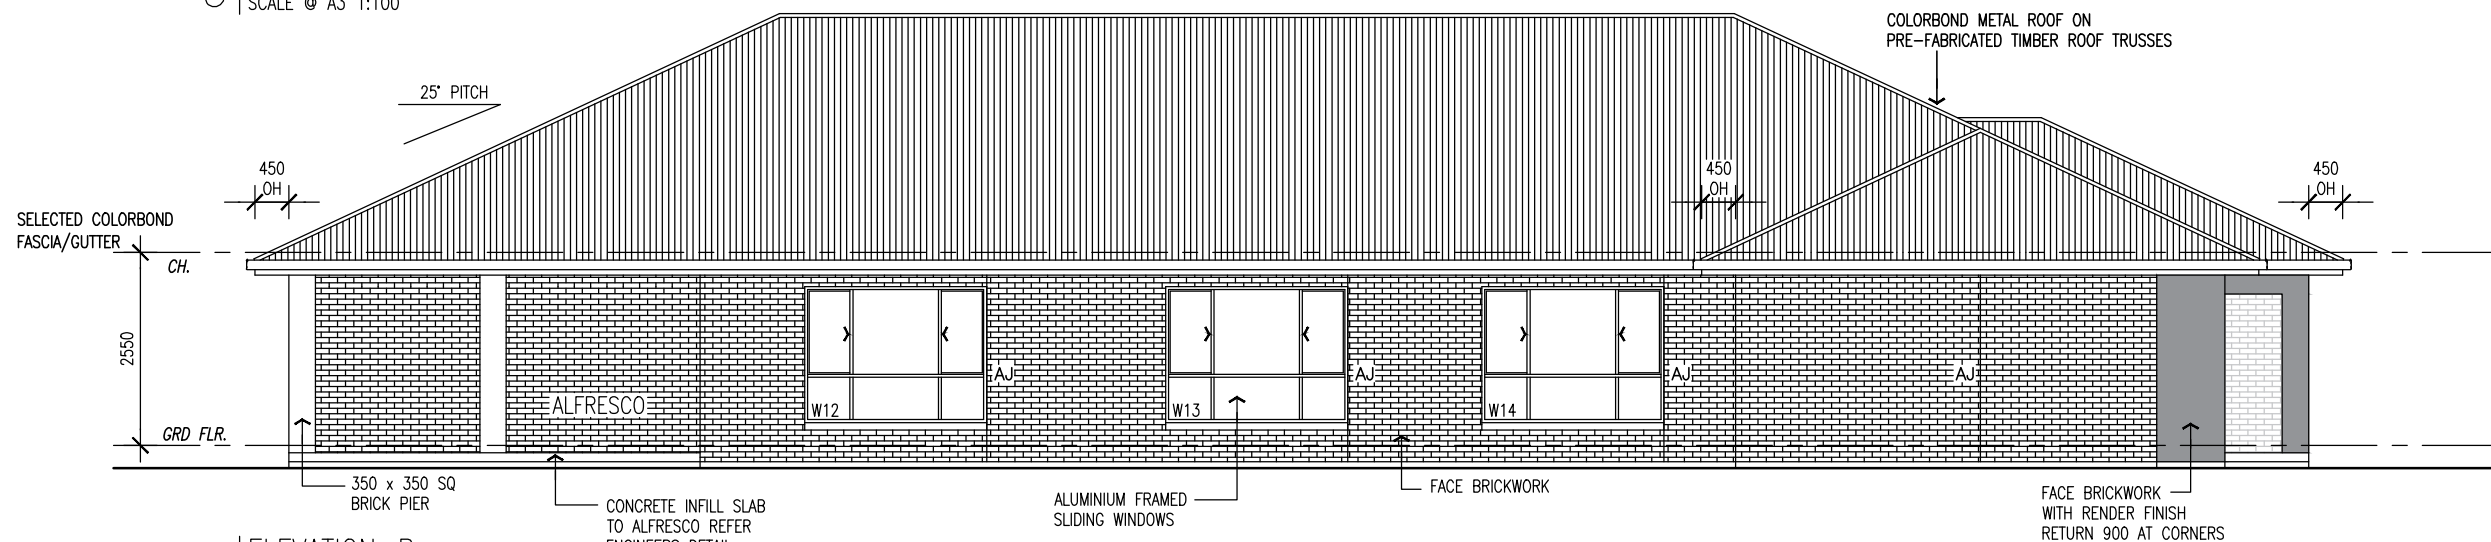 SCALE @ A3 1:100
COLORBOND METAL ROOF ON
PRE-FABRICATED TIMBER ROOF TRUSSES
25° PITCH
450
OH
450
OH
450
OH
SELECTED COLORBOND
FASCIA/GUTTER
CH.
2550
GRD FLR.
ALFRESCO
W12
AJ
W13
AJ
W14
AJ
AJ
350 x 350 SQ
BRICK PIER
CONCRETE INFILL SLAB
TO ALFRESCO REFER
ENGINEERS DETAIL
ALUMINIUM FRAMED
SLIDING WINDOWS
FACE BRICKWORK
FACE BRICKWORK
WITH RENDER FINISH
RETURN 900 AT CORNERS
ELEVATION